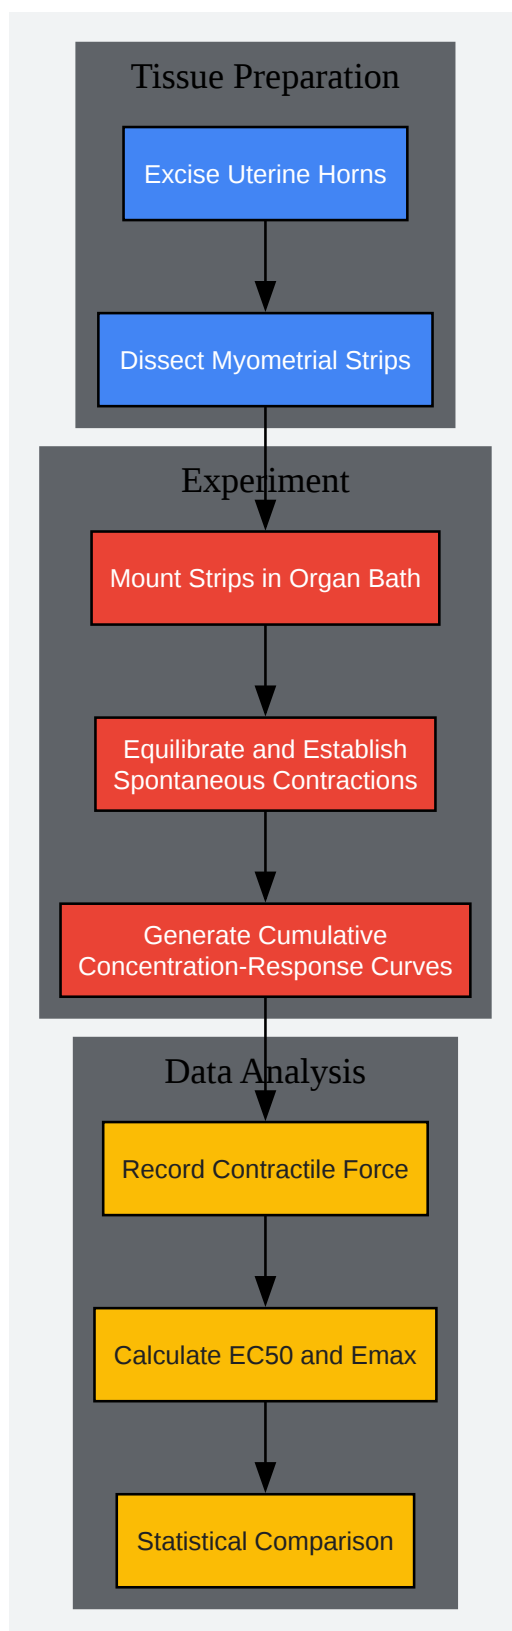 Tissue Preparation
Excise Uterine Horns
Dissect Myometrial Strips
Experiment
Mount Strips in Organ Bath
Equilibrate and Establish
Spontaneous Contractions
Generate Cumulative
Concentration-Response Curves
Data Analysis
Record Contractile Force
Calculate EC50 and Emax
Statistical Comparison